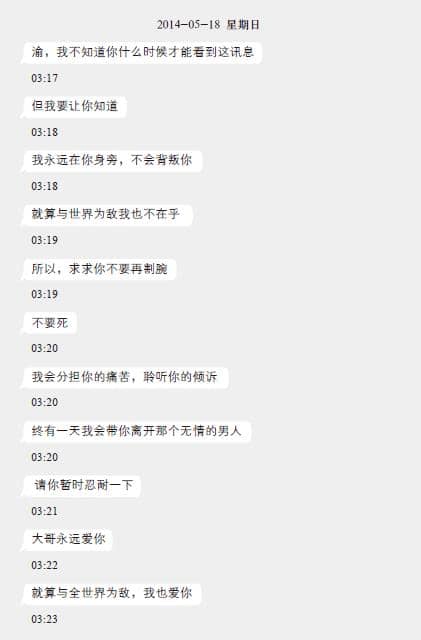 2014-05-18 星期日
渝，我不知道你什么时候才能看到这讯息
03:17
但我要让你知道
03:18
我永远在你身旁，不会背叛你
03:18
就算与世界为敌我也不在乎
03:19
所以，求求你不要再割腕
03:19
不要死
03:20
我会分担你的痛苦，聆听你的倾诉
03:20
终有一天我会带你离开那个无情的男人
03:20
请你暂时忍耐一下
03:21
大哥永远爱你
03:22
就算与全世界为敌，我也爱你
03:23